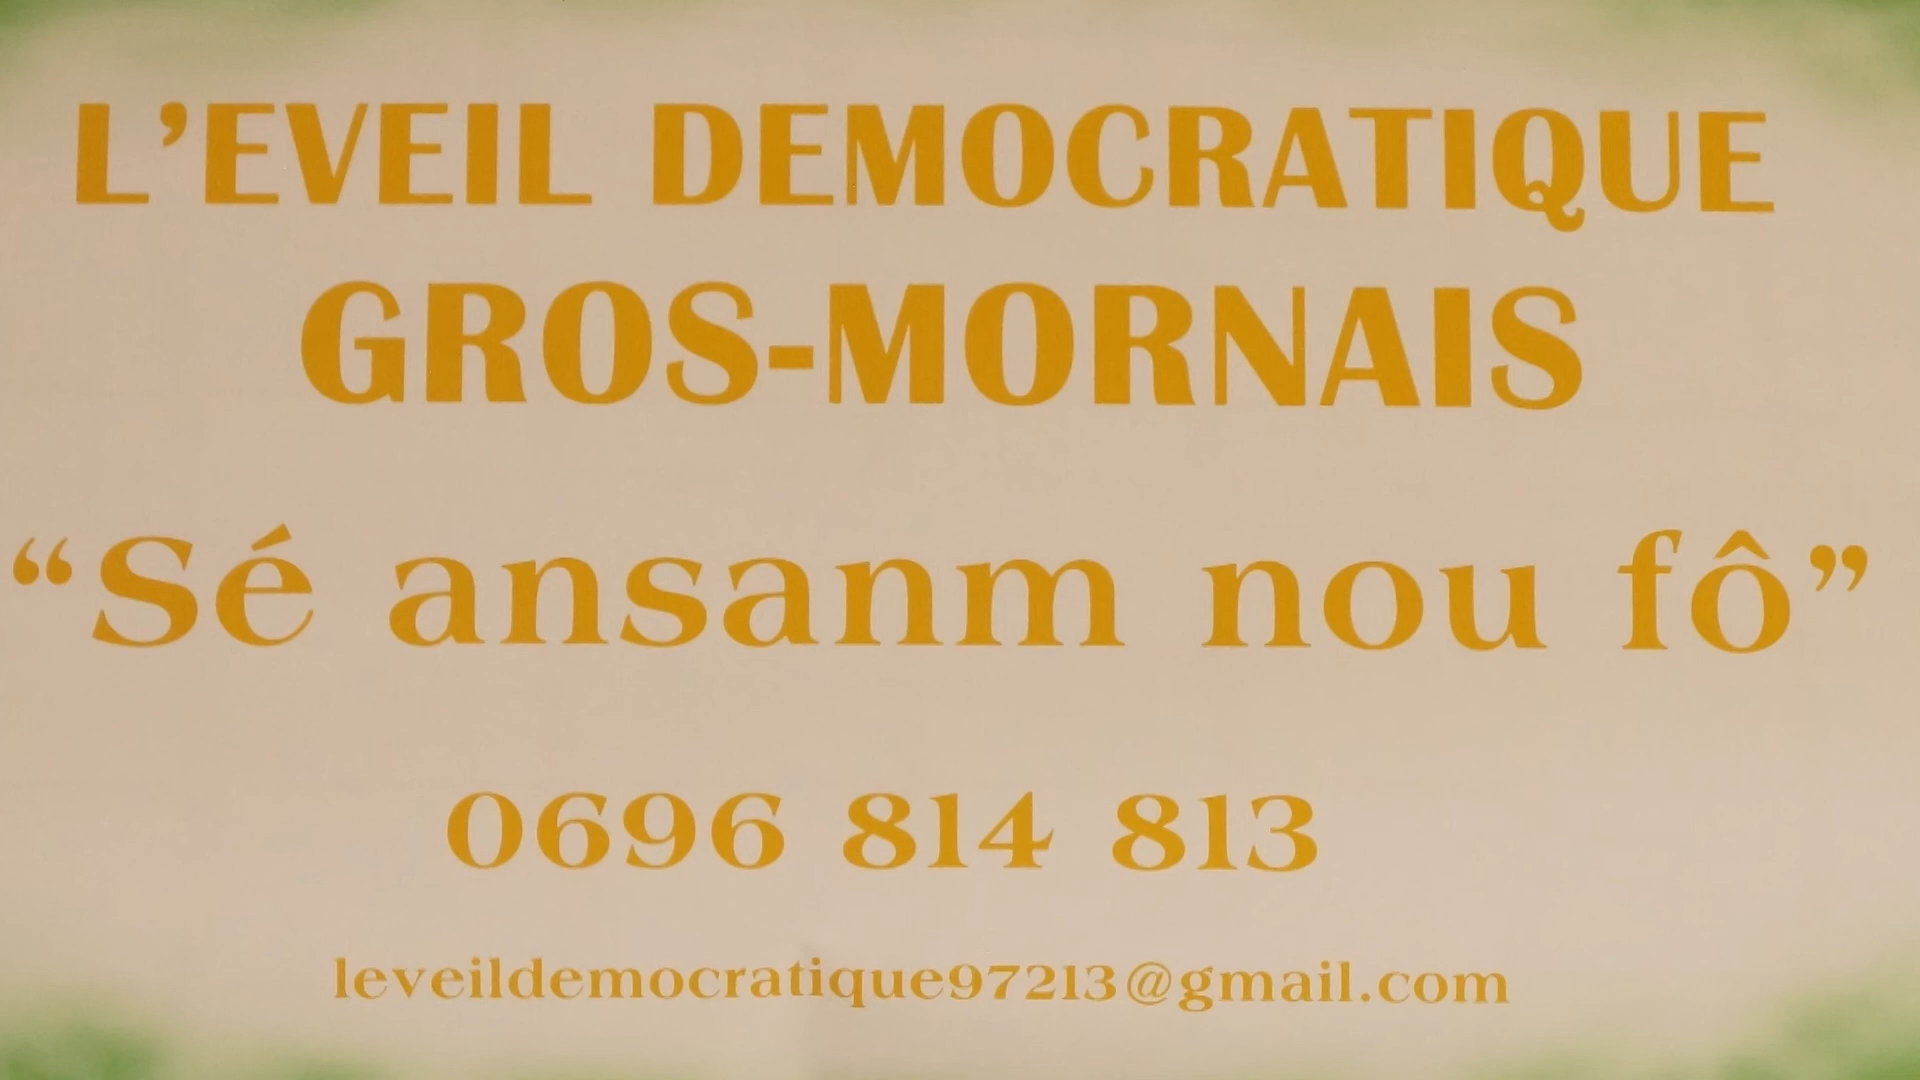 L’EVEIL DEMOCRATIQUE
GROS-MORNAIS
“Sé ansanm nou fô”
0696 814 813
leveildemocratique97213@gmail.com